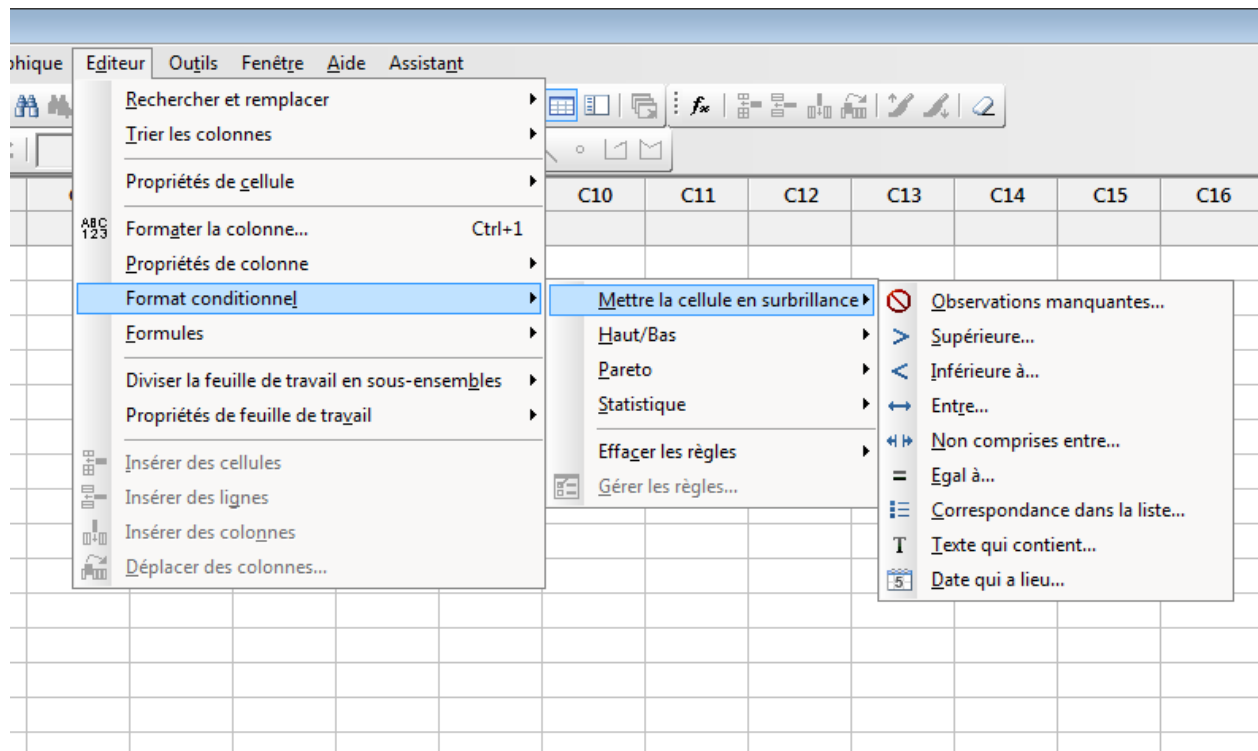 phique Editeur Outils Fenêtre Aide Assistant
Rechercher et remplacer
Trier les colonnes
Propriétés de cellule
C10 C11 C12 C13 C14 C15 C16
ABC
123
Formater la colonne... Ctrl+1
Propriétés de colonne
Format conditionnel
Formules
Diviser la feuille de travail en sous-ensembles
Propriétés de feuille de travail
Insérer des cellules
Insérer des lignes
Insérer des colonnes
Déplacer des colonnes...
Mettre la cellule en surbrillance
Haut/Bas
Pareto
Statistique
Effacer les règles
Gérer les règles...
Observations manquantes...
Supérieure...
Inférieure à...
Entre...
Non comprises entre...
Egal à...
Correspondance dans la liste...
T Texte qui contient...
5 Date qui a lieu...